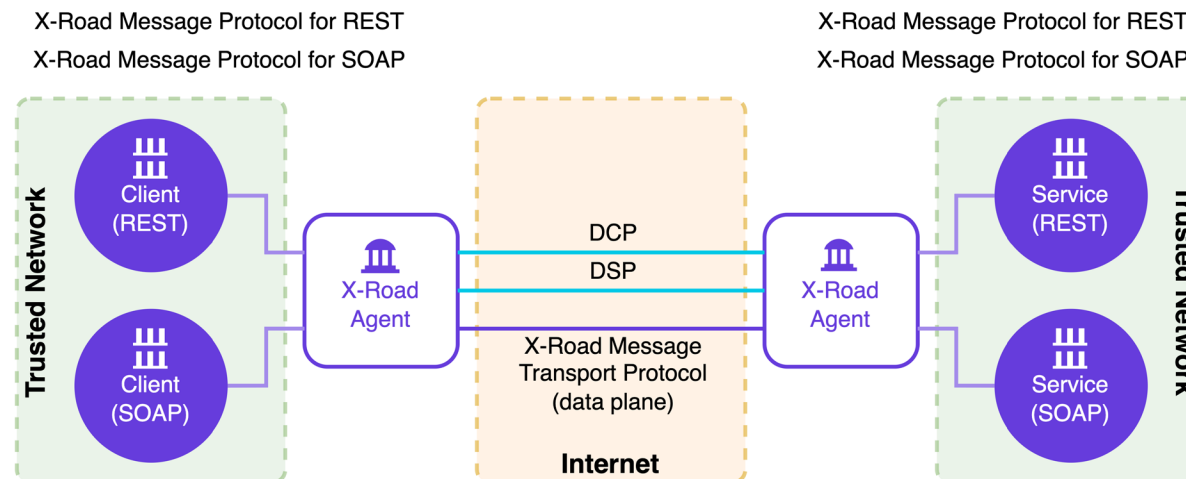 X-Road Message Protocol for REST
X-Road Message Protocol for SOAP
X-Road Message Protocol for REST
X-Road Message Protocol for SOAP
Trusted Network
Client
(REST)
Client
(SOAP)
X-Road
Agent
DCP
DSP
X-Road Message
Transport Protocol
(data plane)
Internet
X-Road
Agent
Service
(REST)
Service
(SOAP)
Trusted Network